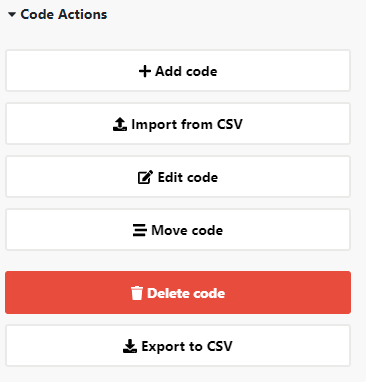 Code Actions
Add code
Import from CSV
Edit code
Move code
Delete code
Export to CSV